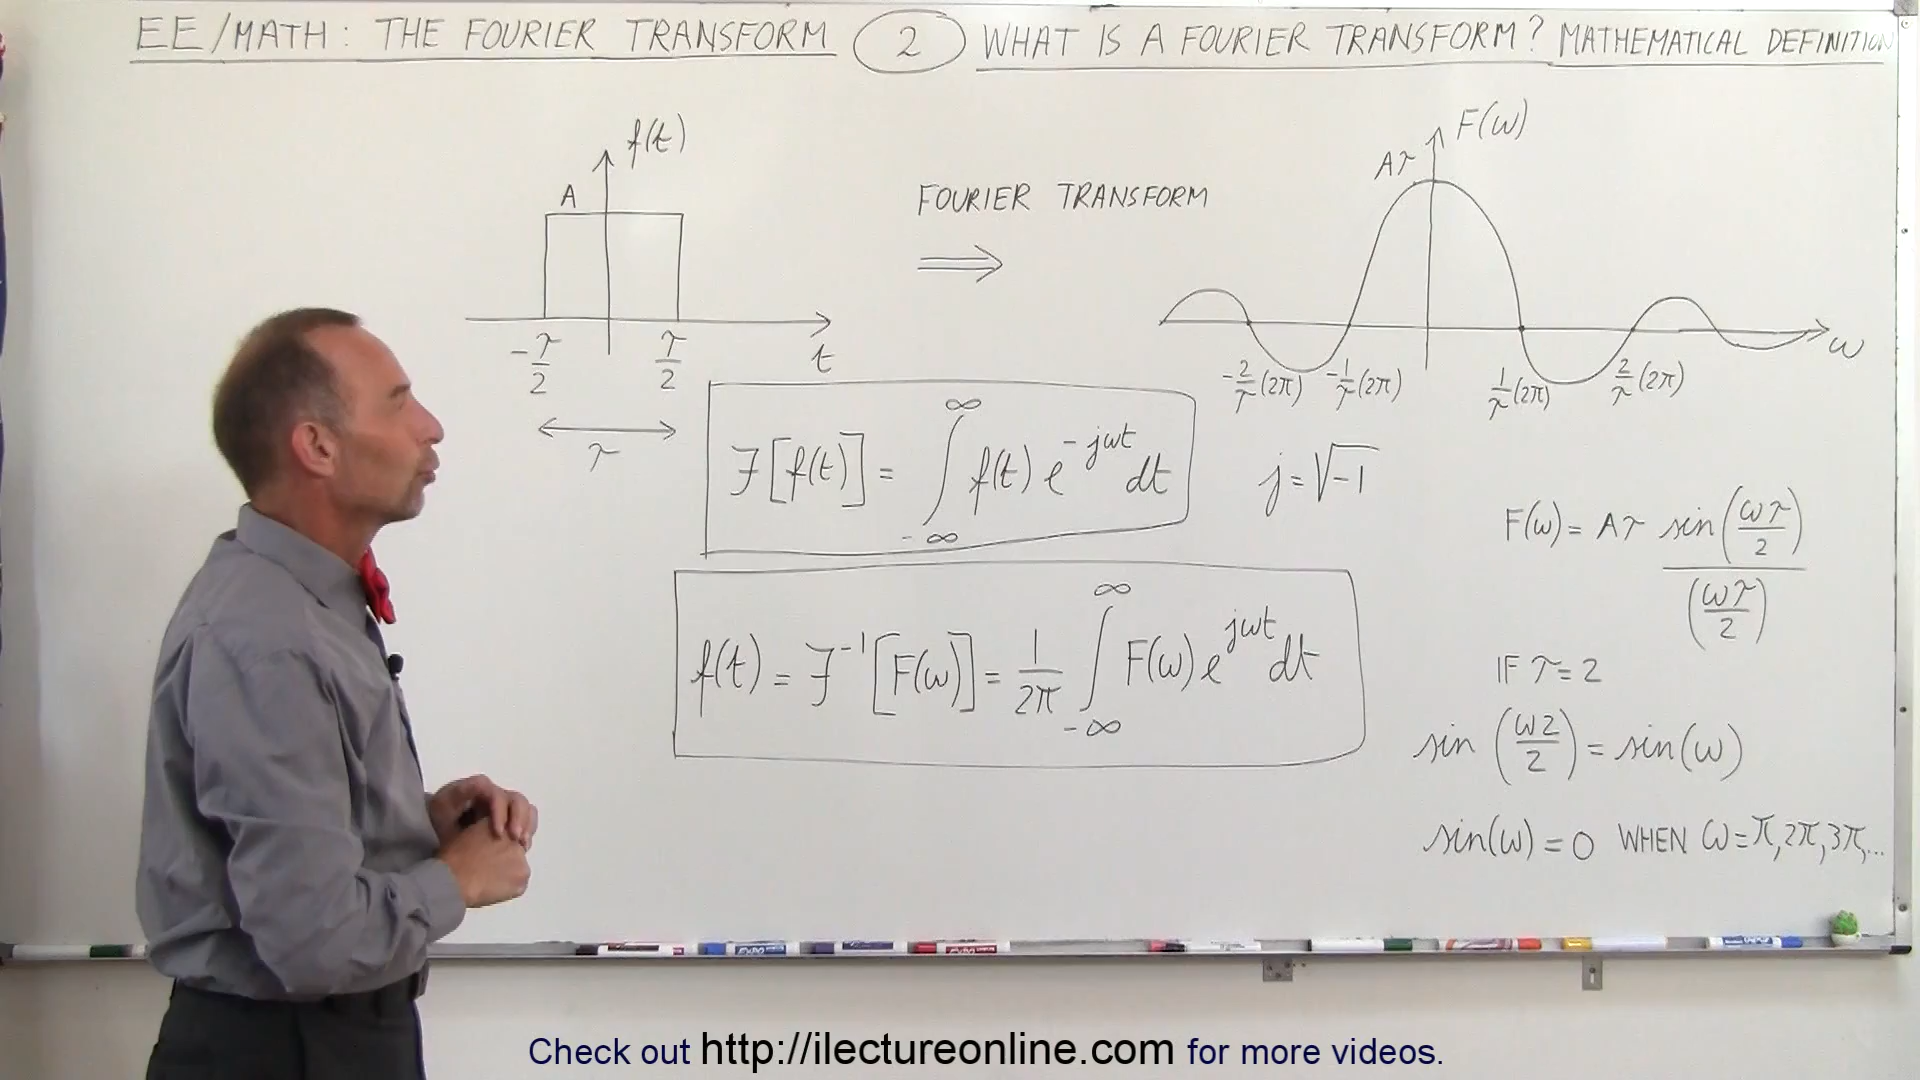 EE/MATH: THE FOURIER TRANSFORM 2 WHAT IS A FOURIER TRANSFORM? MATHEMATICAL DEFINITION
f(t)
A
-τ/2 τ/2 t
τ
FOURIER TRANSFORM
⇒
F(ω)
Aτ
ω
-2/τ(2π) -1/τ(2π) 1/τ(2π) 2/τ(2π)
ℱ[f(t)] = ∫_{-∞}^{∞} f(t) e^{-jωt} dt
j = √-1
f(t) = ℱ^{-1}[F(ω)] = 1/2π ∫_{-∞}^{∞} F(ω) e^{jωt} dt
F(ω) = Aτ sin(ωτ/2)/(ωτ/2)
IF τ = 2
sin(ω2/2) = sin(ω)
sin(ω) = 0 WHEN ω = π, 2π, 3π, ...
Check out http://ilectureonline.com for more videos.